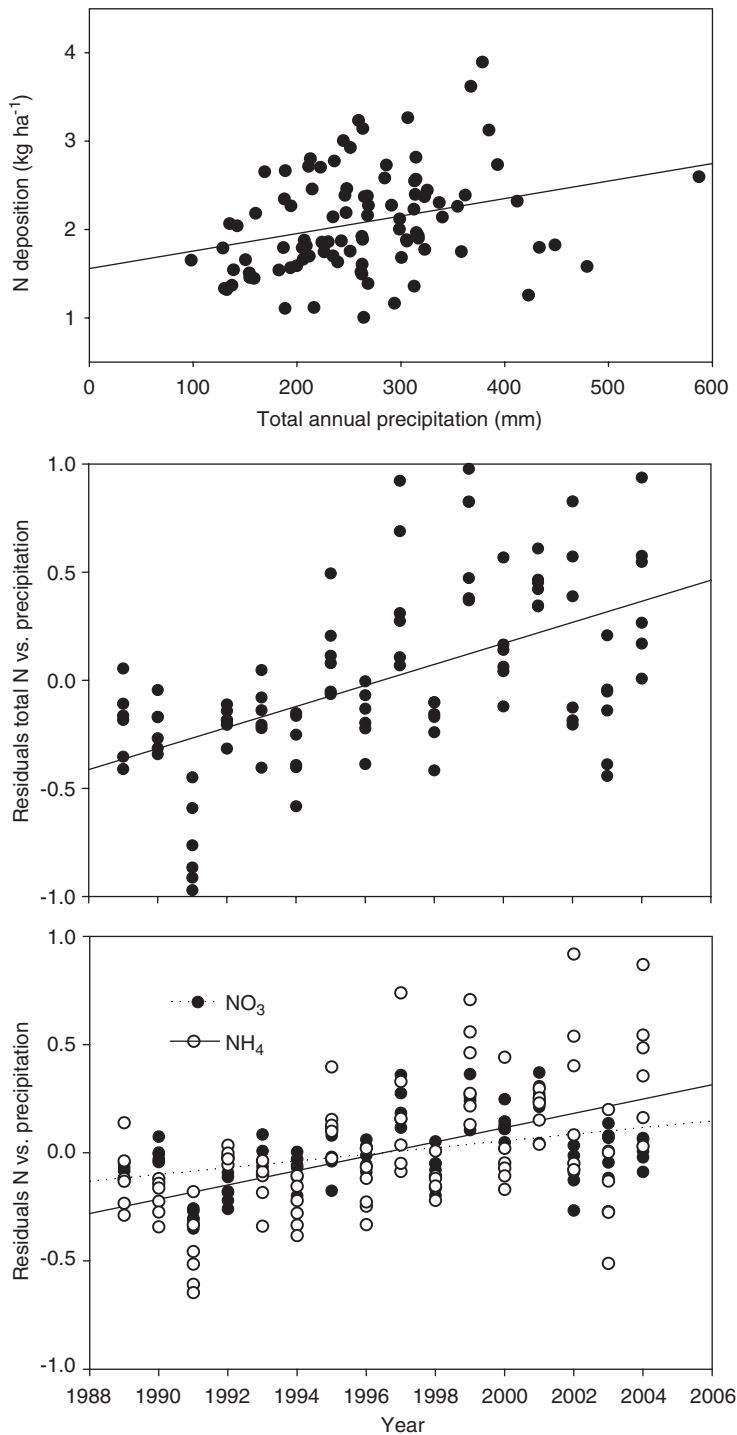 4
3
2
1
N deposition (kg ha⁻¹)
0 100 200 300 400 500 600
Total annual precipitation (mm)
1.0
0.5
0.0
-0.5
-1.0
Residuals total N vs. precipitation
1.0
0.5
0.0
-0.5
-1.0
Residuals N vs. precipitation
NO₃
NH₄
1988 1990 1992 1994 1996 1998 2000 2002 2004 2006
Year